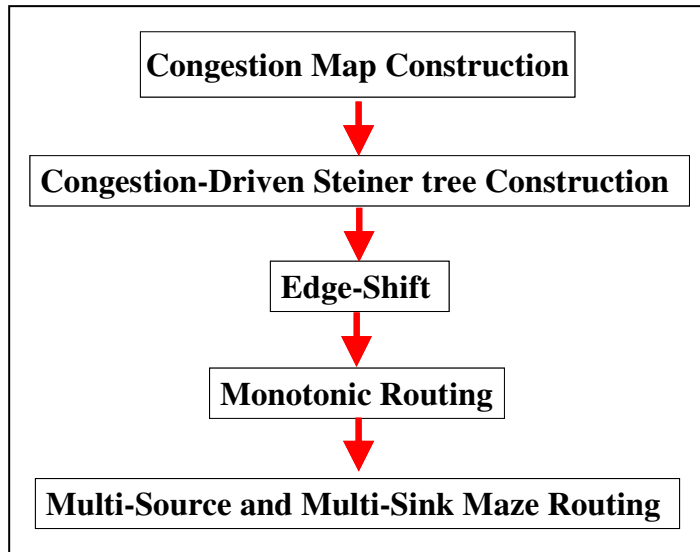 Congestion Map Construction
Congestion-Driven Steiner tree Construction
Edge-Shift
Monotonic Routing
Multi-Source and Multi-Sink Maze Routing